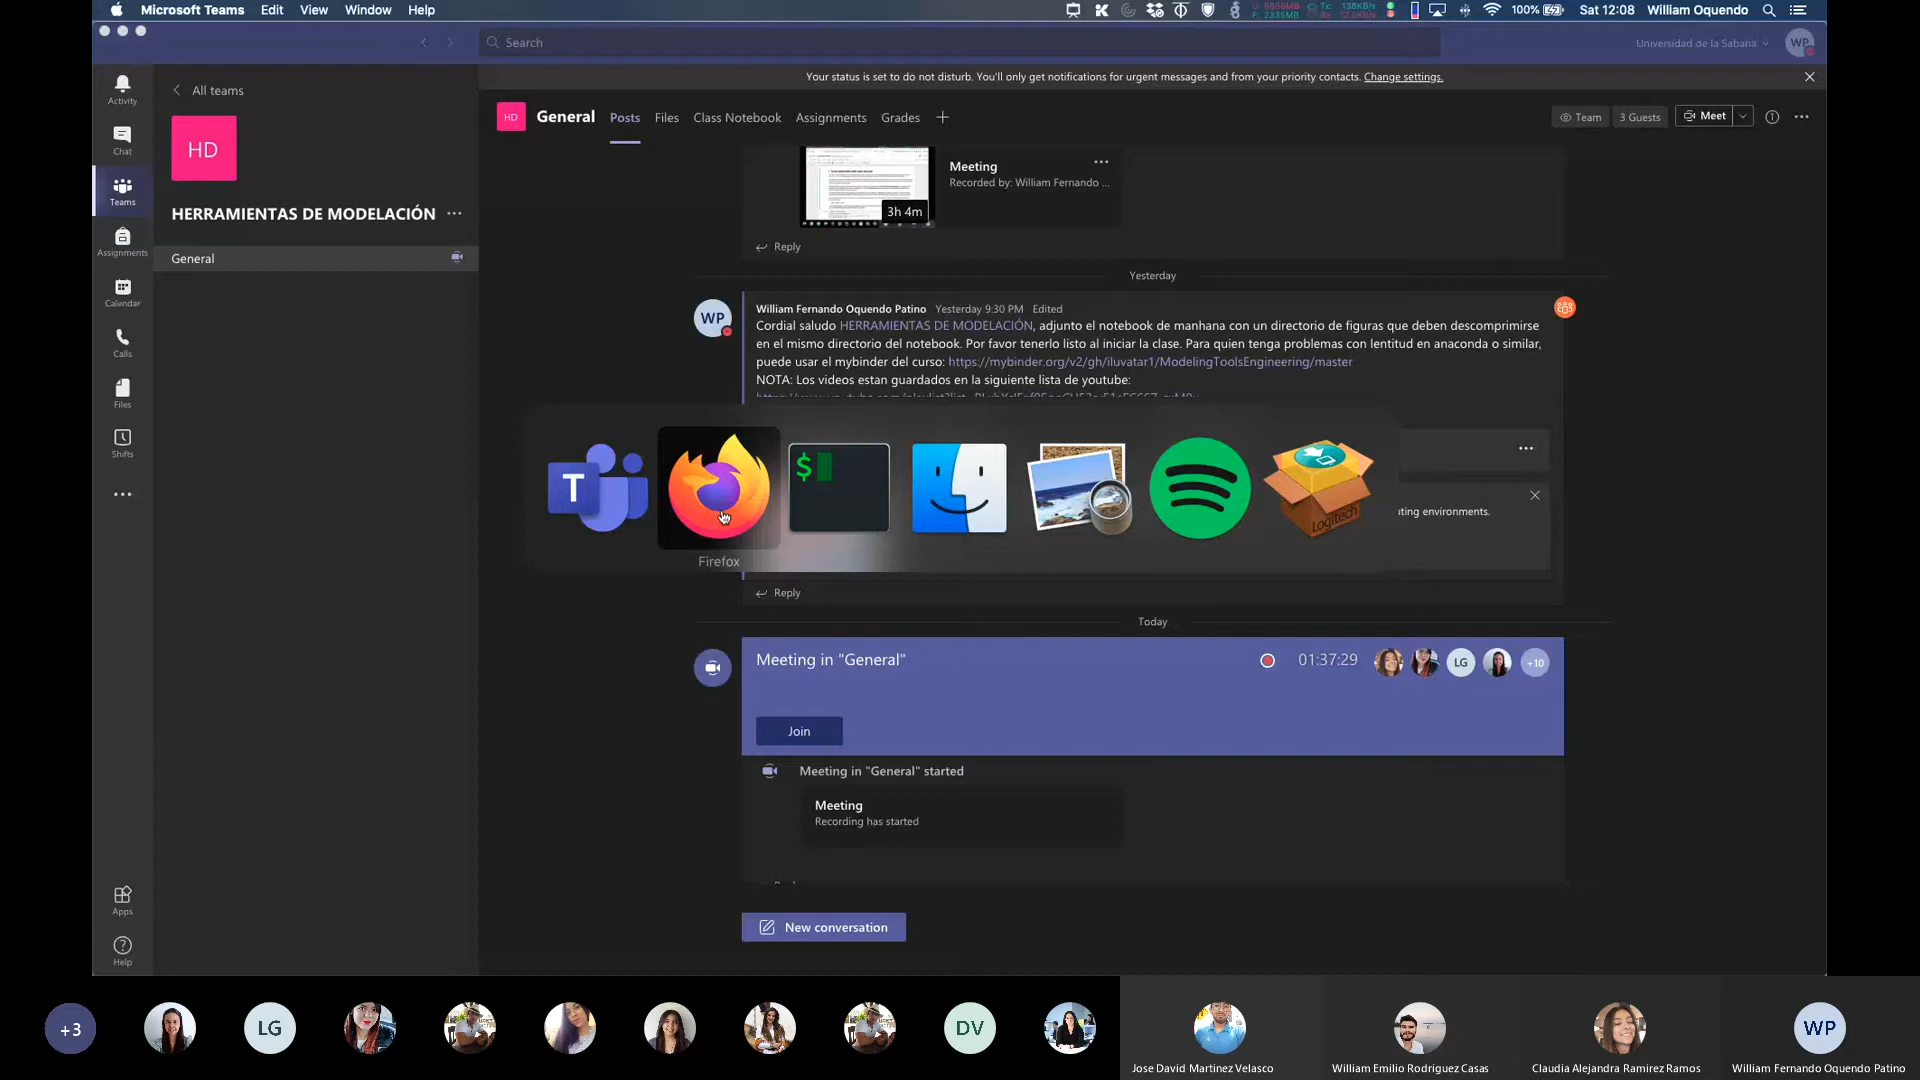 Microsoft Teams Edit View Window Help
100% Sat 12:08 William Oquendo
Search
Universidad de la Sabana
WP
Your status is set to do not disturb. You'll only get notifications for urgent messages and from your priority contacts. Change settings.
Activity
Chat
Teams
Assignments
Calendar
Calls
Files
Shifts
Apps
Help
All teams
HD
HERRAMIENTAS DE MODELACIÓN
General
HD
General Posts Files Class Notebook Assignments Grades
Team 3 Guests Meet
Meeting
Recorded by: William Fernando ...
3h 4m
Reply
Yesterday
WP
William Fernando Oquendo Patino Yesterday 9:30 PM Edited
Cordial saludo HERRAMIENTAS DE MODELACIÓN, adjunto el notebook de manhana con un directorio de figuras que deben descomprimirse
en el mismo directorio del notebook. Por favor tenerlo listo al iniciar la clase. Para quien tenga problemas con lentitud en anaconda o similar,
puede usar el mybinder del curso: https://mybinder.org/v2/gh/iluvatar1/ModelingToolsEngineering/master
NOTA: Los videos estan guardados en la siguiente lista de youtube:
T
$
Logitech
Firefox
ting environments.
Reply
Today
Meeting in "General"
01:37:29
LG
+10
Join
Meeting in "General" started
Meeting
Recording has started
New conversation
+3
LG
DV
WP
Jose David Martinez Velasco
William Emilio Rodriguez Casas
Claudia Alejandra Ramirez Ramos
William Fernando Oquendo Patino